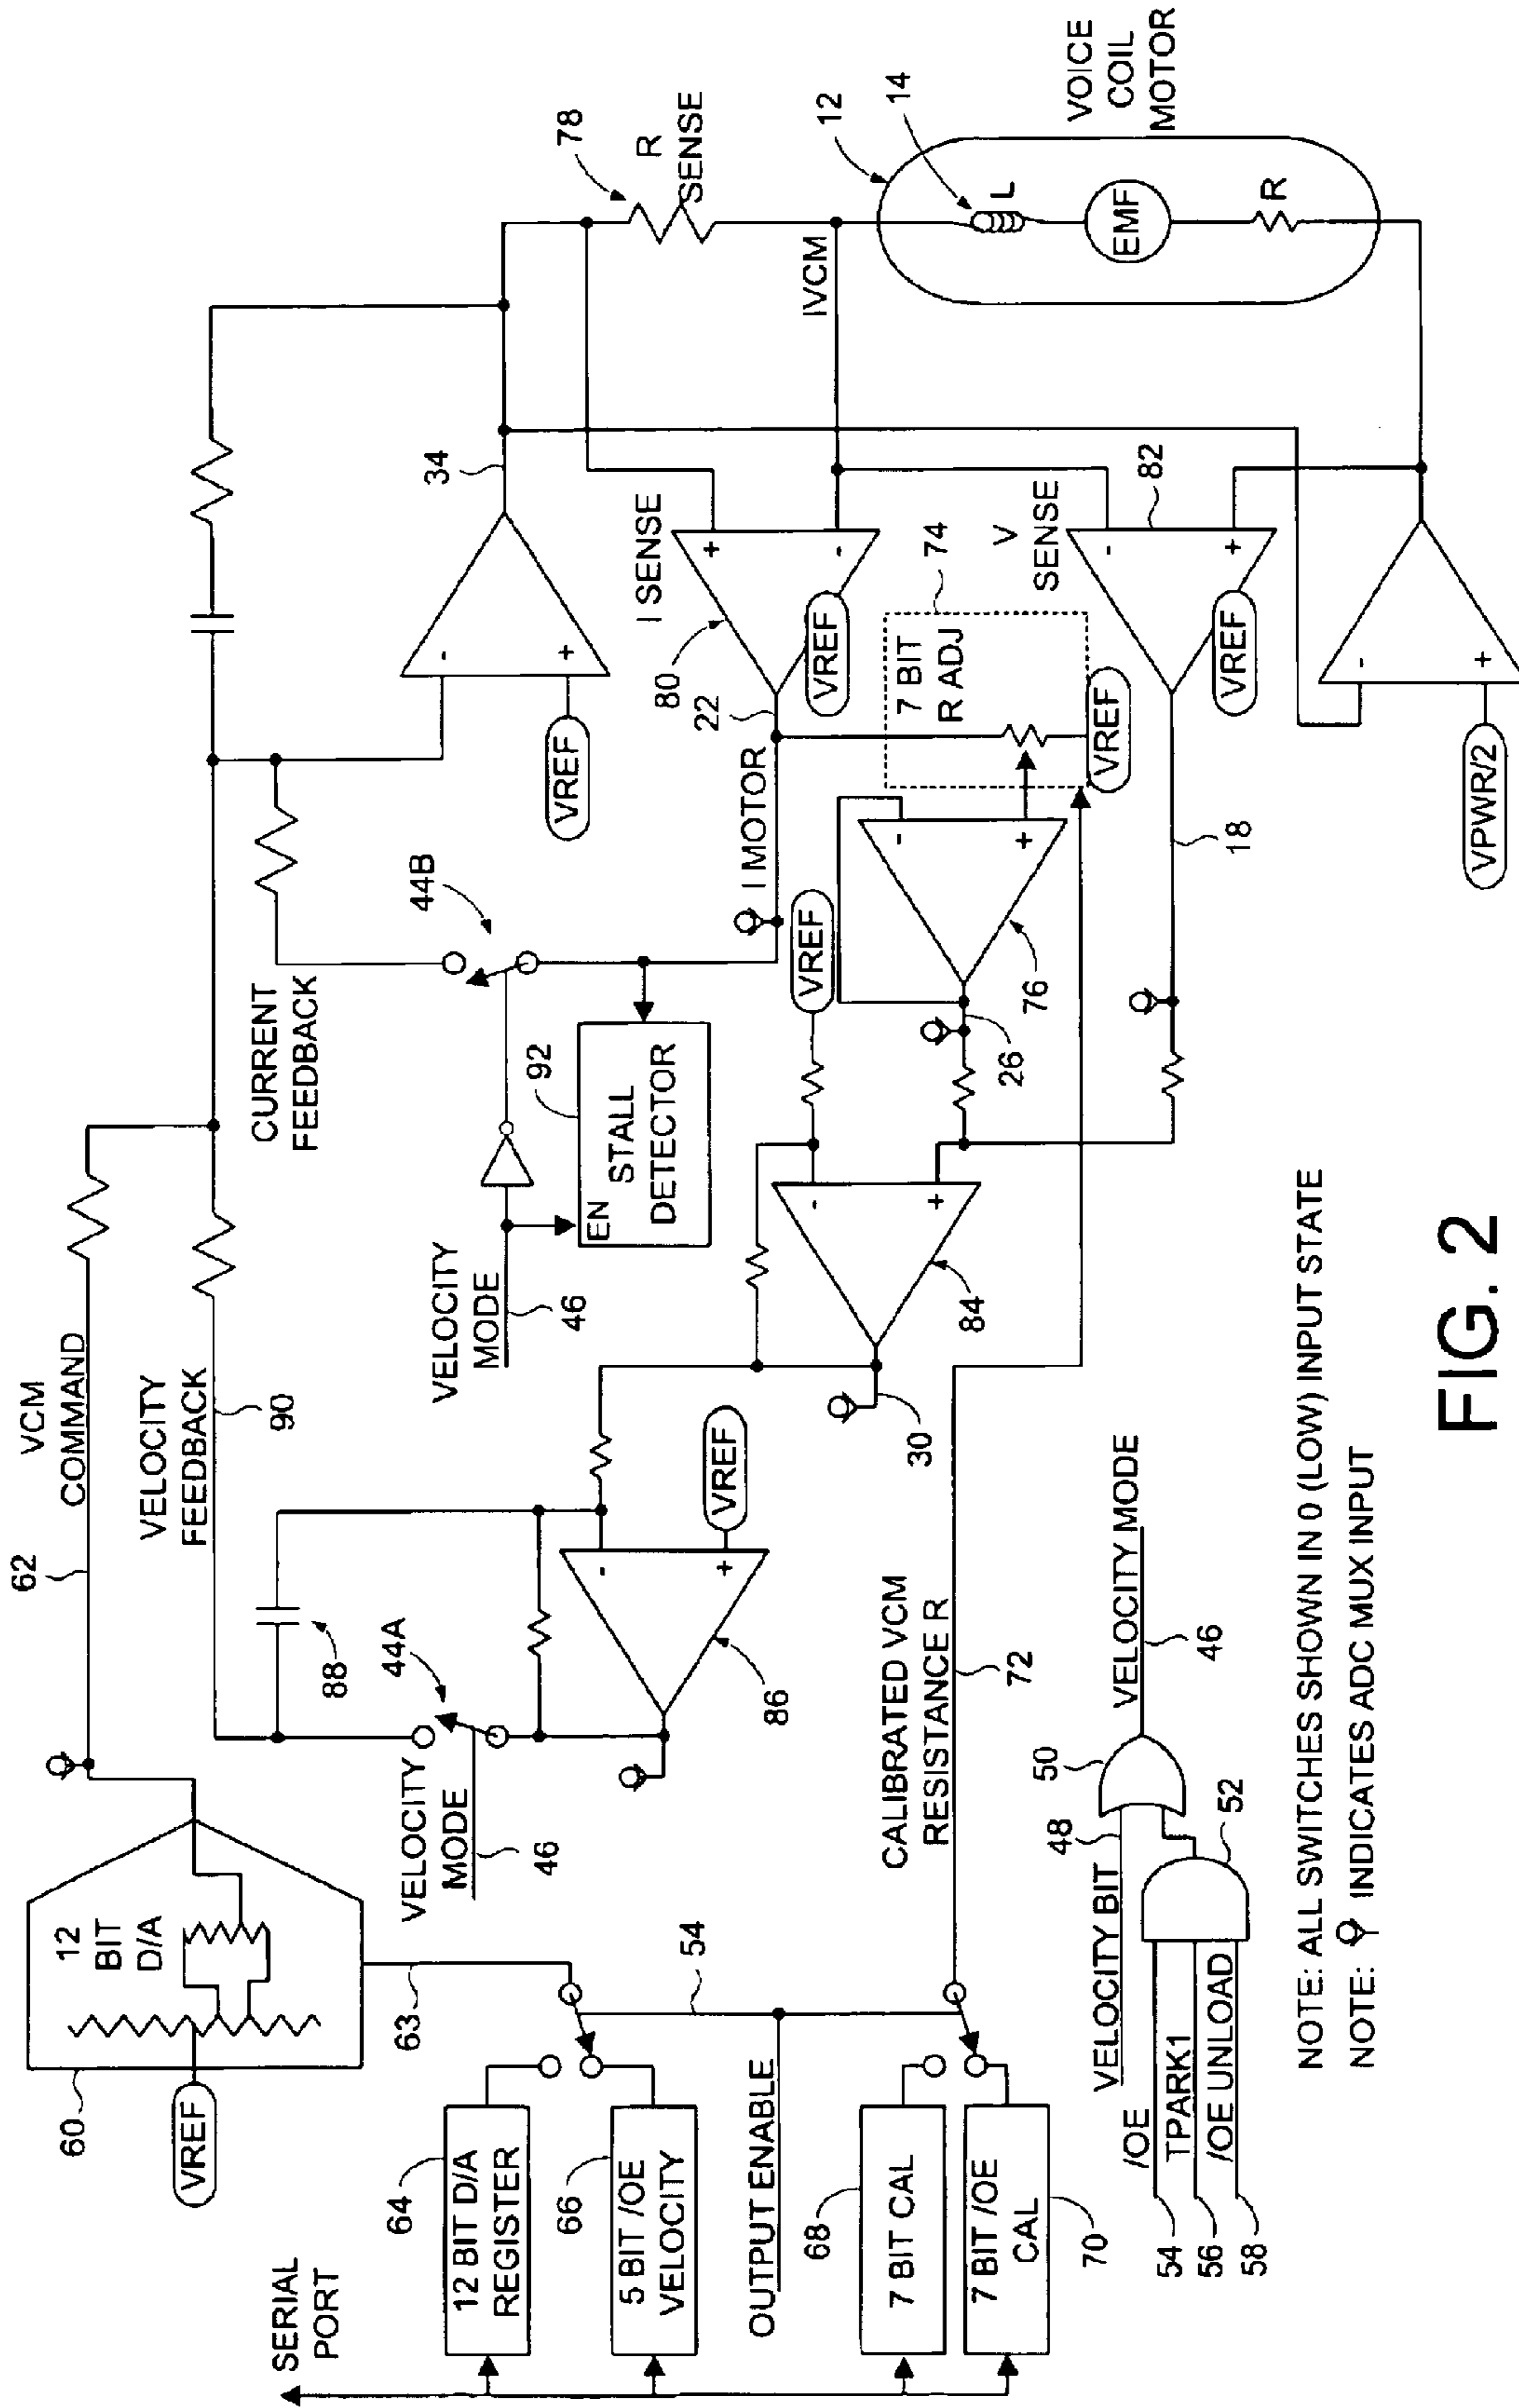 SERIAL
PORT
60
VREF
12
BIT
D/A
62
VCM
COMMAND
VELOCITY
FEEDBACK
90
63
64
12 BIT D/A
REGISTER
66
5 BIT /OE
VELOCITY
OUTPUT ENABLE
54
68
7 BIT CAL
7 BIT /OE
CAL
70
88
44A
VELOCITY
MODE
46
86
VREF
CALIBRATED VCM
RESISTANCE R
72
30
84
CURRENT
FEEDBACK
44B
VELOCITY
MODE
46
EN
STALL
DETECTOR
92
I MOTOR
VREF
26
76
VREF
34
I SENSE
80
22
VREF
7 BIT
R ADJ
74
VREF
V
SENSE
82
VREF
18
VPWR/2
78
R
SENSE
IVCM
12
14
L
EMF
R
VOICE
COIL
MOTOR
+
-
+
-
-
+
-
+
-
+
-
+
-
+
VELOCITY BIT
48
50
VELOCITY MODE
46
52
/OE
TPARK1
/OE UNLOAD
54
56
58
NOTE: ALL SWITCHES SHOWN IN 0 (LOW) INPUT STATE
NOTE: INDICATES ADC MUX INPUT
FIG. 2